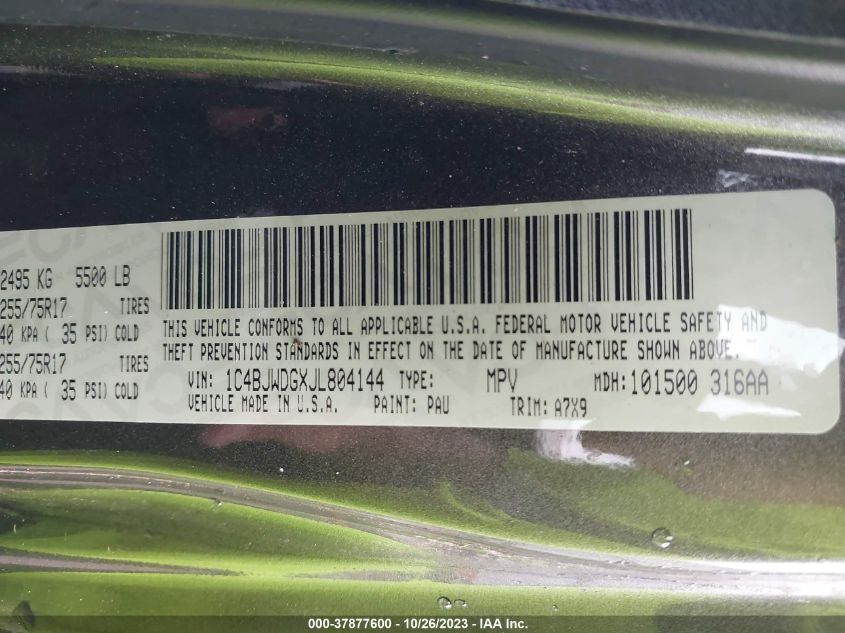 2495 KG 5500 LB
255/75R17 TIRES
40 KPA ( 35 PSI) COLD
255/75R17 TIRES
40 KPA ( 35 PSI) COLD
THIS VEHICLE CONFORMS TO ALL APPLICABLE U.S.A. FEDERAL MOTOR VEHICLE SAFETY AND
THEFT PREVENTION STANDARDS IN EFFECT ON THE DATE OF MANUFACTURE SHOWN ABOVE.
VIN: 1C4BJWDGXJL804144 TYPE: MPV MDH:101500 316AA
VEHICLE MADE IN U.S.A. PAINT: PAU TRIM: A7X9
000-37877600 - 10/26/2023 - IAA Inc.